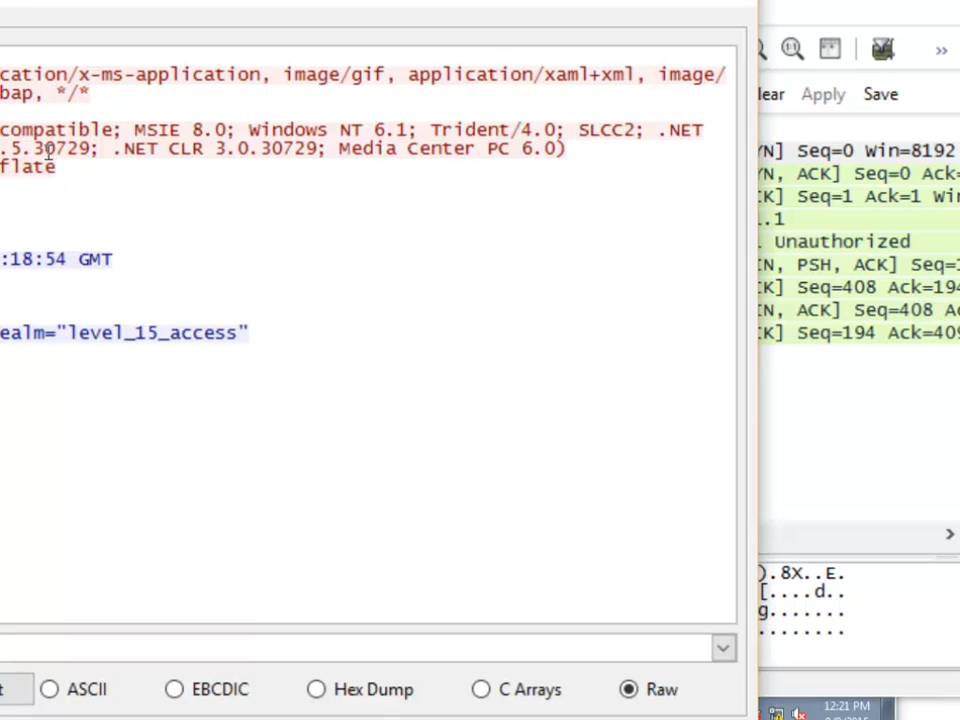 cation/x-ms-application, image/gif, application/xaml+xml, image/
bap, */*
compatible; MSIE 8.0; Windows NT 6.1; Trident/4.0; SLCC2; .NET
.5.30729; .NET CLR 3.0.30729; Media Center PC 6.0)
flate
:18:54 GMT
ealm="level_15_access"
t
ASCII
EBCDIC
Hex Dump
C Arrays
Raw
»
lear
Apply
Save
YN] Seq=0 Win=8192
YN, ACK] Seq=0 Ack=
CK] Seq=1 Ack=1 Win
.1
Unauthorized
IN, PSH, ACK] Seq=1
CK] Seq=408 Ack=194
IN, ACK] Seq=408 A
CK] Seq=194 Ack=409
).8X..E.
[....d..
g.......
........
12:21 PM